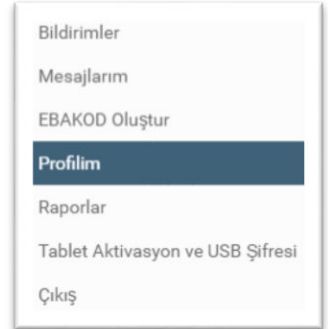 Bildirimler
Mesajlarım
EBAKOD Oluştur
Profilim
Raporlar
Tablet Aktivasyon ve USB Şifresi
Çıkış